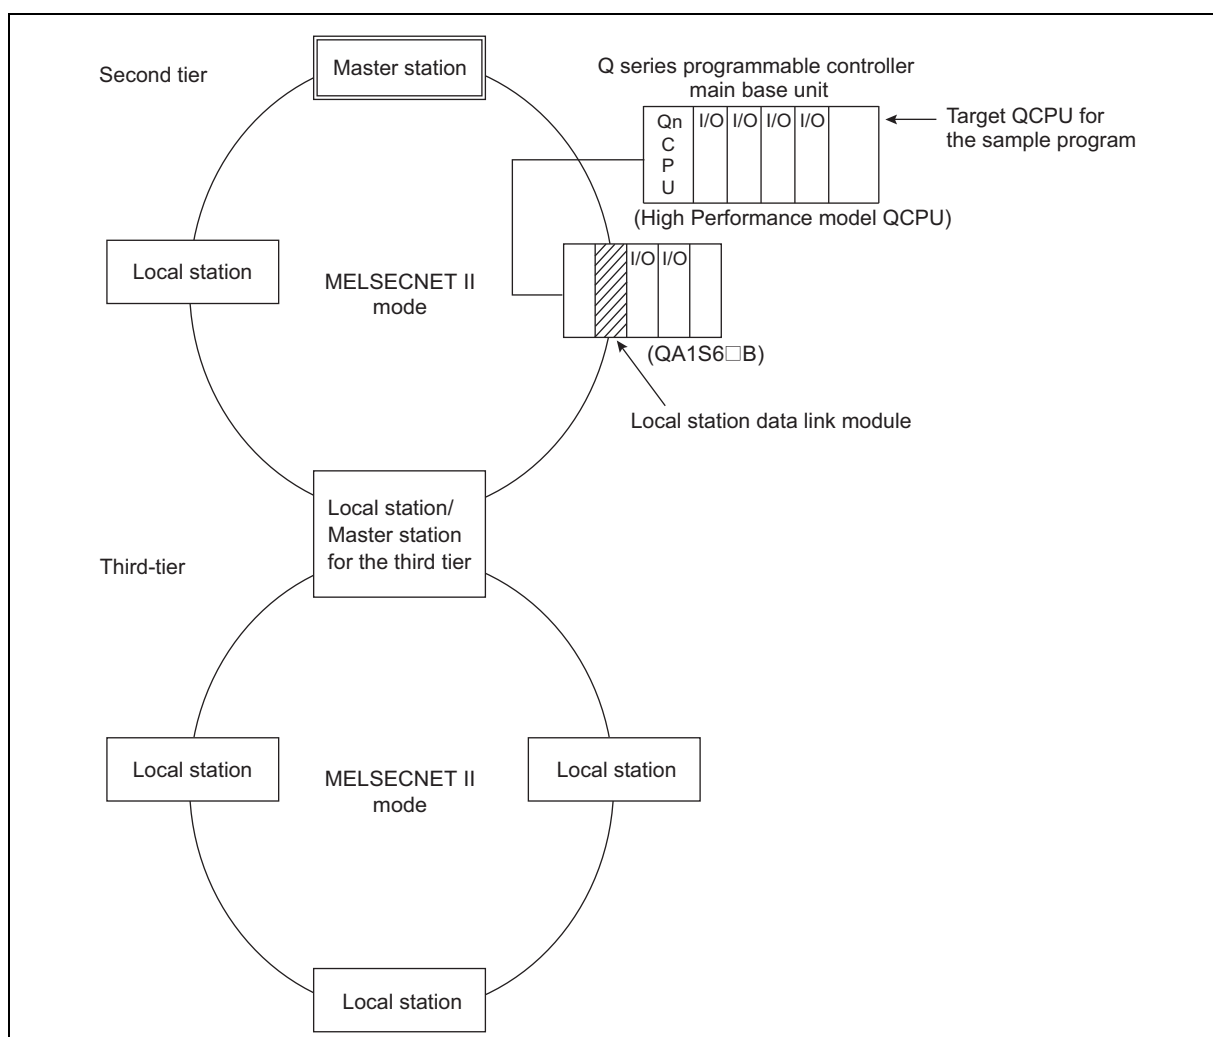 Second tier
Master station
Q series programmable controller
main base unit
Qn
C
P
U
I/O
I/O
I/O
I/O
Target QCPU for
the sample program
(High Performance model QCPU)
Local station
MELSECNET II
mode
I/O
I/O
(QA1S6□B)
Local station data link module
Local station/
Master station
for the third tier
Third-tier
Local station
MELSECNET II
mode
Local station
Local station